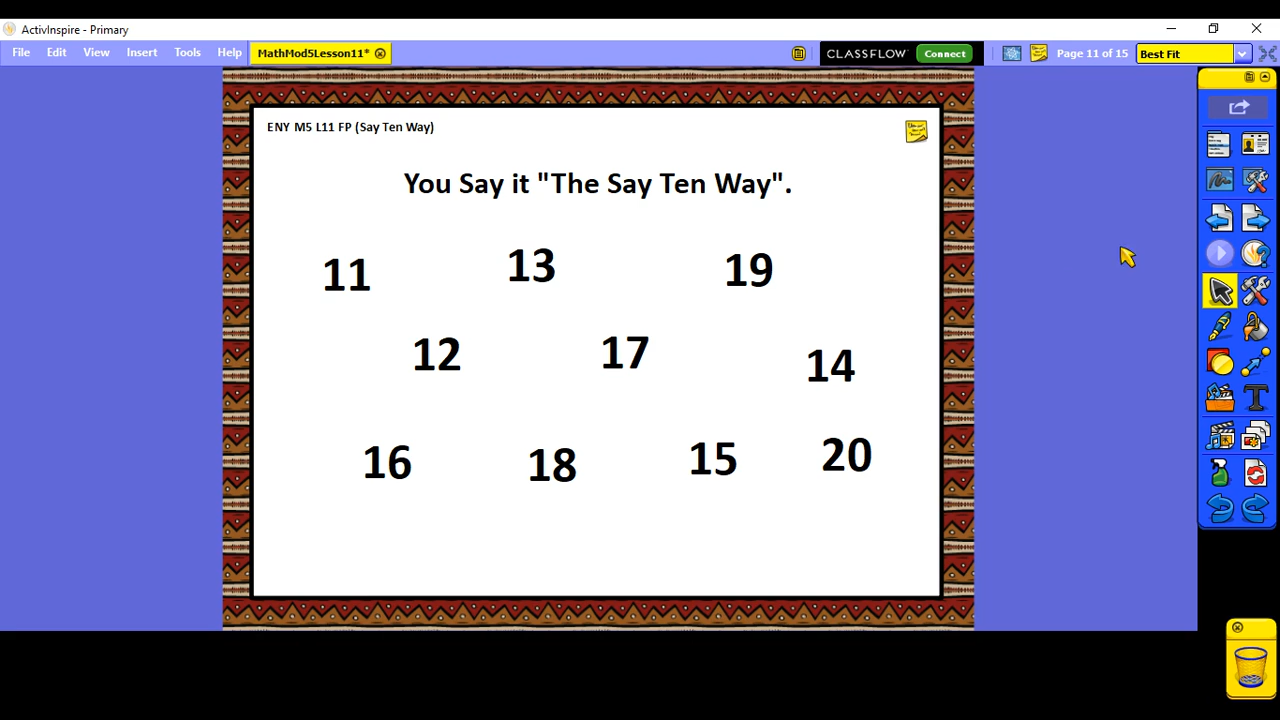 ActivInspire - Primary
File Edit View Insert Tools Help MathMod5Lesson11* CLASSFLOW Connect Page 11 of 15 Best Fit
ENY M5 L11 FP (Say Ten Way)
You Say it "The Say Ten Way".
11 13 19
12 17 14
16 18 15 20